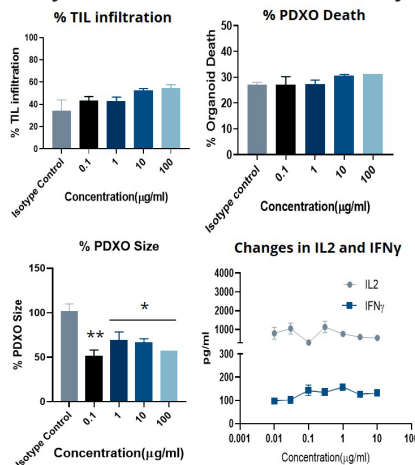 % TIL infiltration
% TIL infiltration
100
80
60
40
20
0
Isotype Control
0.1
1
10
100
Concentration(µg/ml)
% PDXO Death
% Organoid Death
50
40
30
20
10
0
Isotype control
0.1
1
10
100
Concentration(µg/ml)
% PDXO Size
% PDXO Size
150
100
50
0
**
*
Isotype Control
0.1
1
10
100
Concentration(µg/ml)
Changes in IL2 and IFNγ
pg/ml
4000
3000
2000
1000
300
200
100
0
IL2
IFNγ
0.001
0.01
0.1
1
10
100
Concentration(µg/ml)